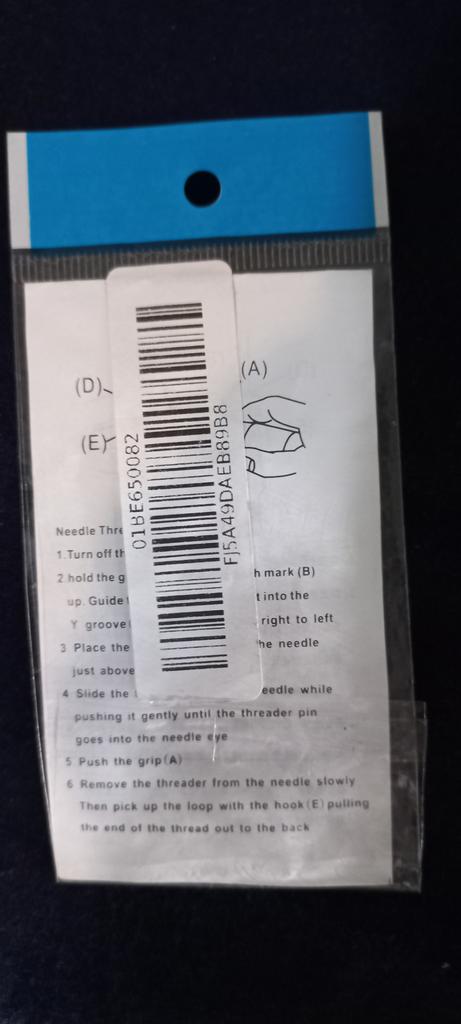 (D)
(A)
(E)
01BE650082
FJ5A49DAEB89B8
Needle Thre
1.Turn off th
2 hold the g h mark (B)
up. Guide t into the
Y groove right to left
3 Place the he needle
just above
4 Slide the eedle while
pushing it gently until the threader pin
goes into the needle eye
5 Push the grip(A)
6 Remove the threader from the needle slowly
Then pick up the loop with the hook(E) pulling
the end of the thread out to the back